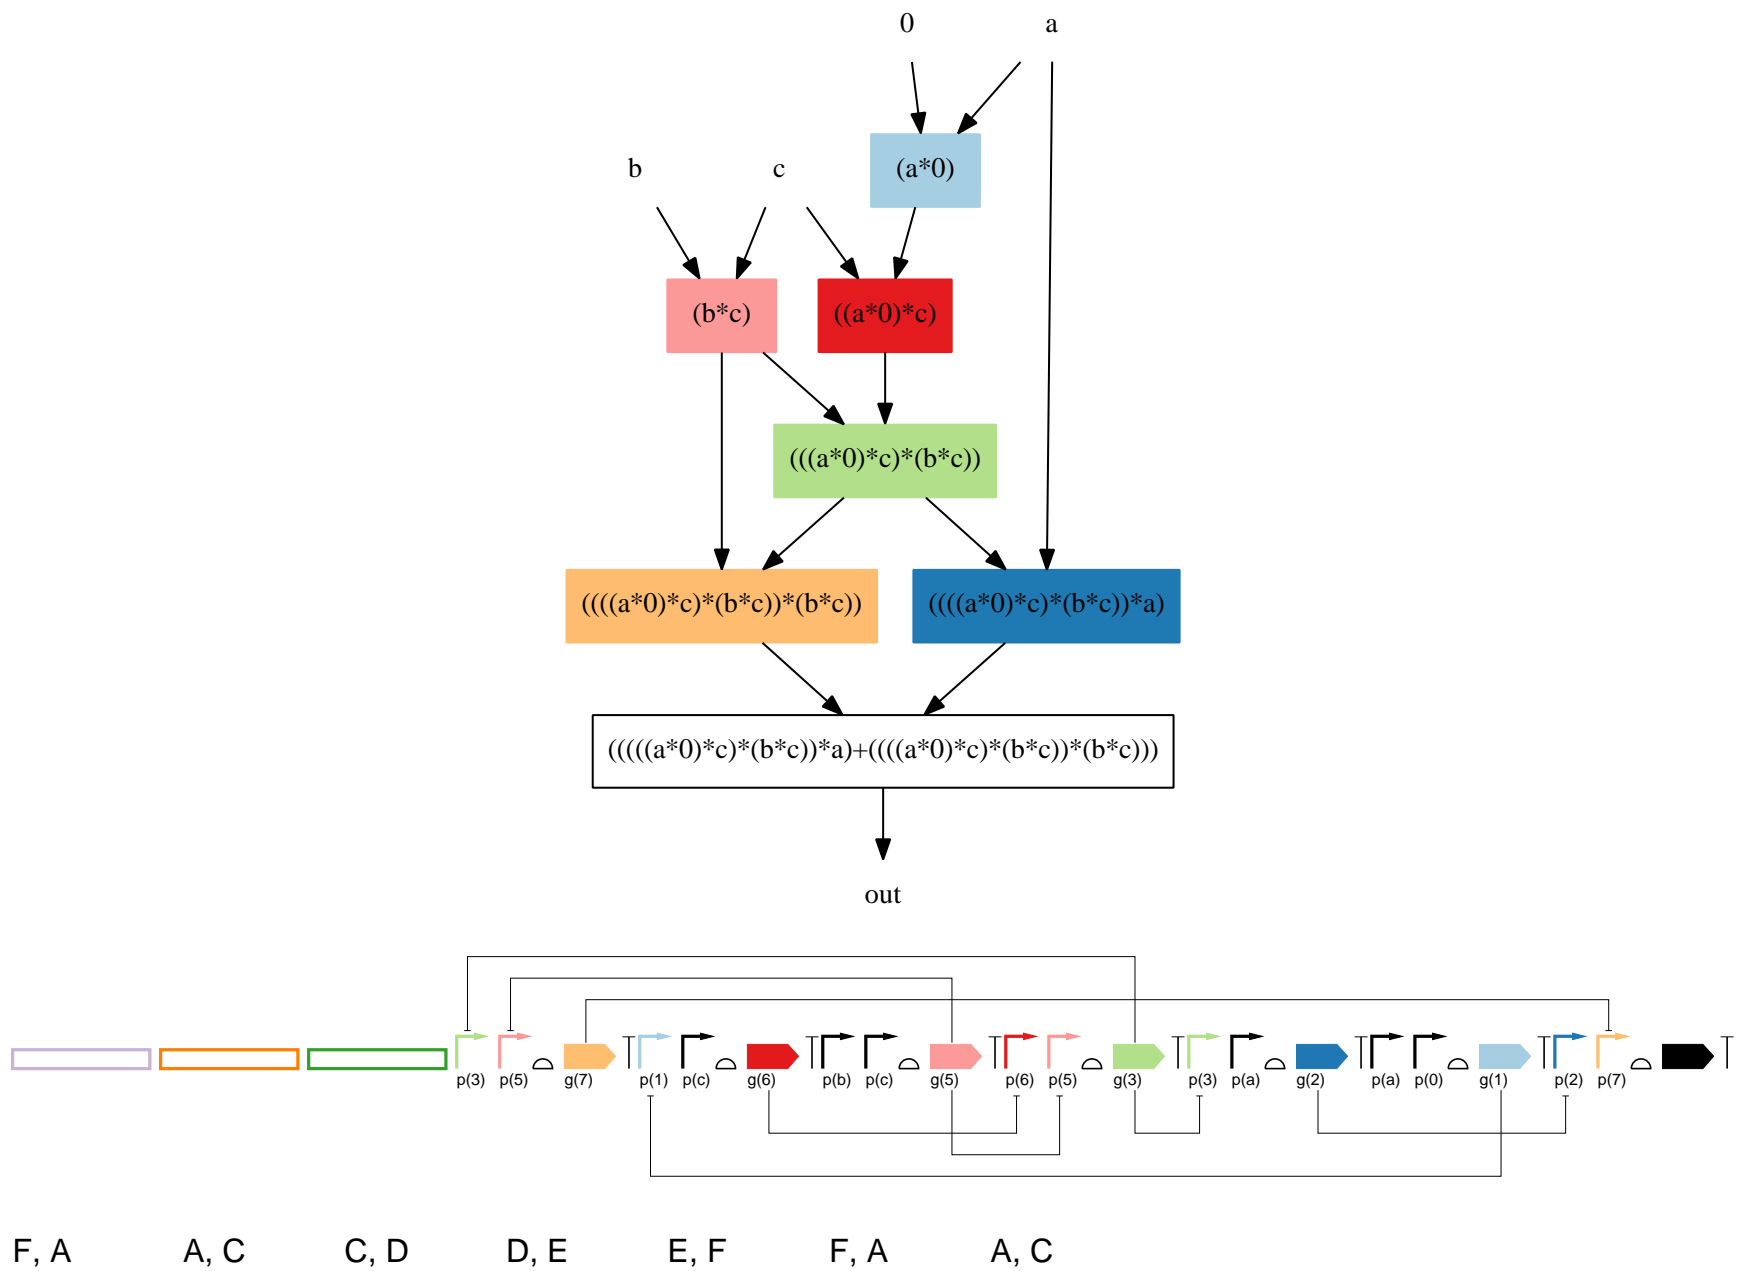 0 a
(a*0)
b c
(b*c) ((a*0)*c)
(((a*0)*c)*(b*c))
((((a*0)*c)*(b*c))*(b*c)) ((((a*0)*c)*(b*c))*a)
(((((a*0)*c)*(b*c))*a)+((((a*0)*c)*(b*c))*(b*c)))
out
p(3) p(5) g(7) p(1) p(c) g(6) p(b) p(c) g(5) p(6) p(5) g(3) p(3) p(a) g(2) p(a) p(0) g(1) p(2) p(7)
F, A A, C C, D D, E E, F F, A A, C